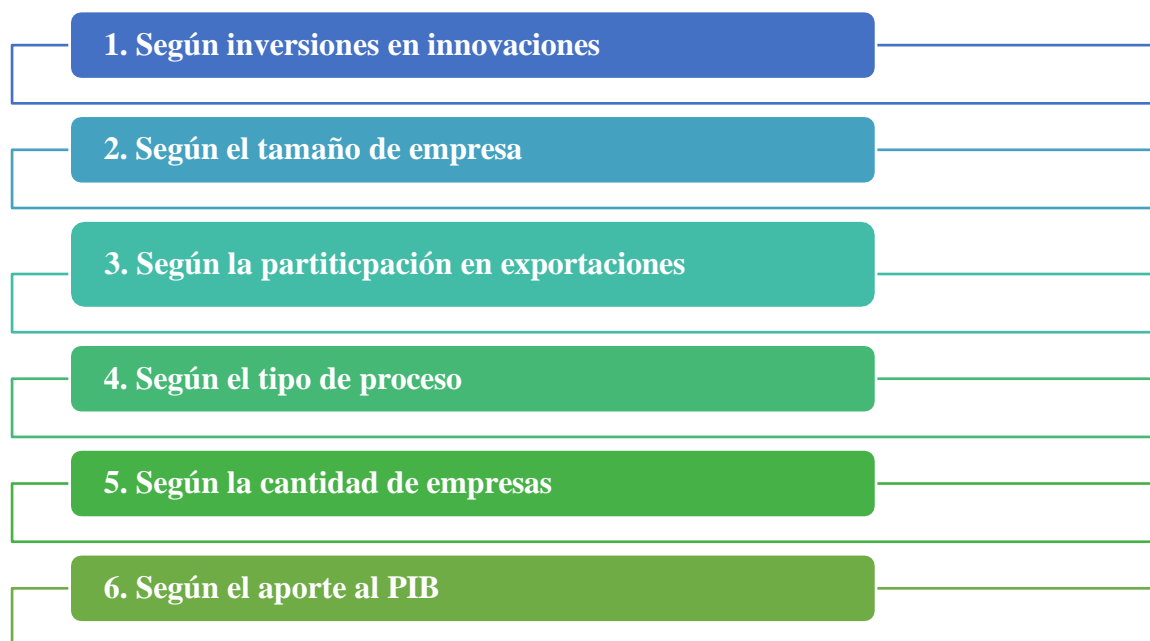 1. Según inversiones en innovaciones
2. Según el tamaño de empresa
3. Según la partiticpación en exportaciones
4. Según el tipo de proceso
5. Según la cantidad de empresas
6. Según el aporte al PIB